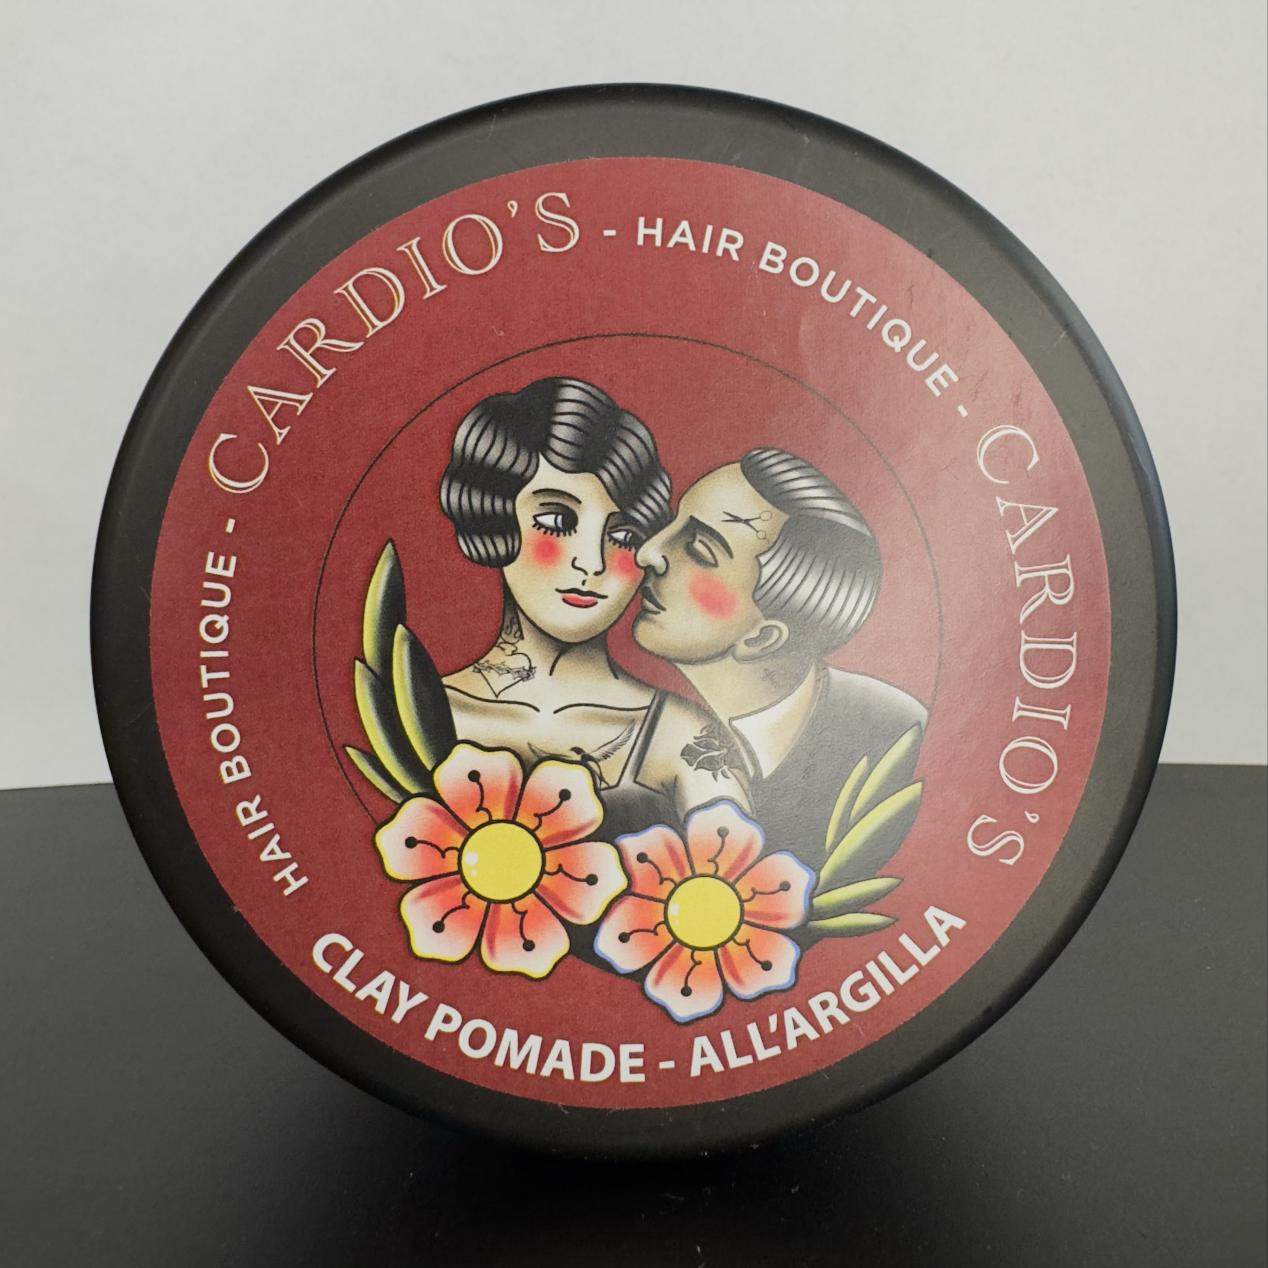 HAIR BOUTIQUE - CARDIO'S - HAIR BOUTIQUE - CARDIO'S
CLAY POMADE - ALL'ARGILLA